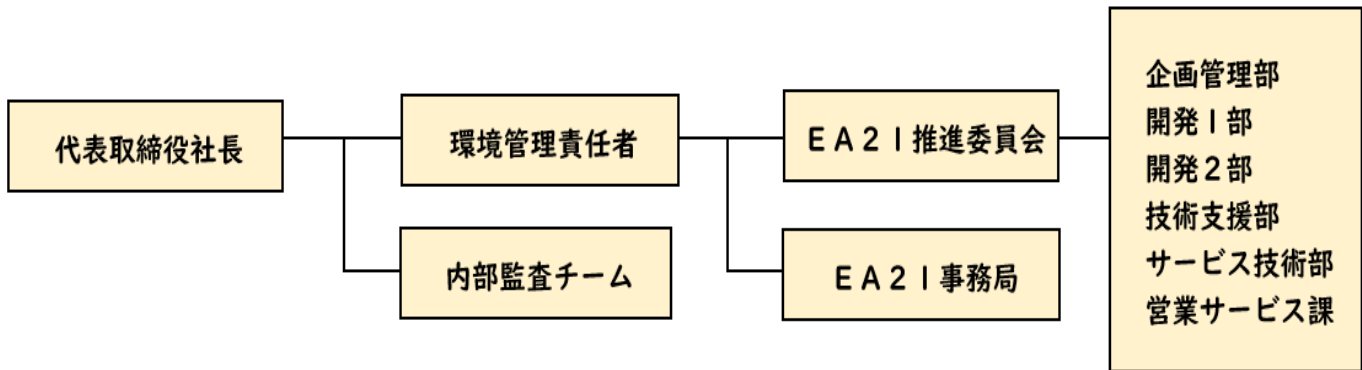 代表取締役社長
環境管理責任者
内部監査チーム
ＥＡ２１推進委員会
ＥＡ２１事務局
企画管理部
開発１部
開発２部
技術支援部
サービス技術部
営業サービス課